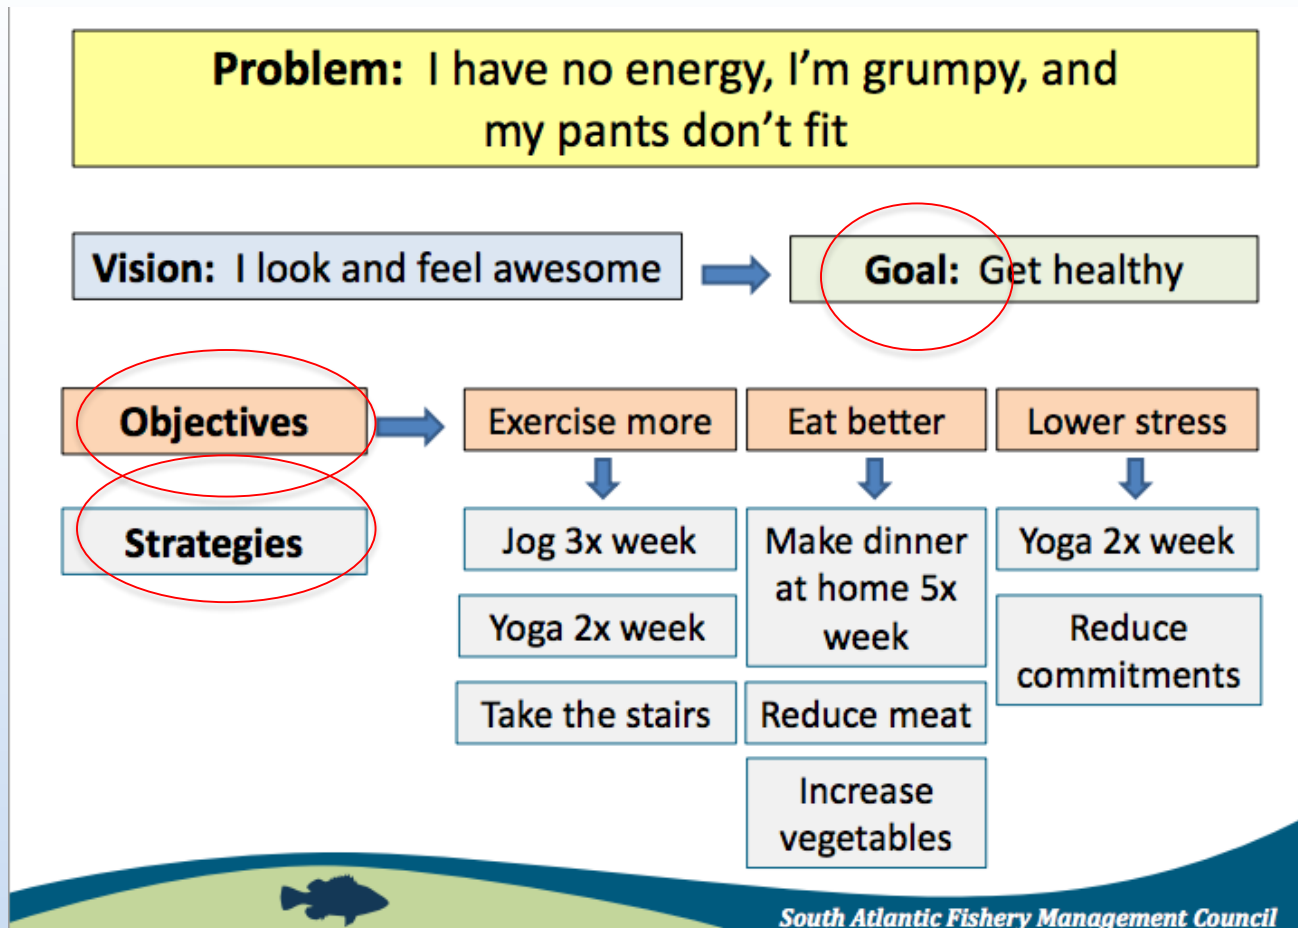 Problem: I have no energy, I'm grumpy, and
my pants don't fit
Vision: I look and feel awesome
Goal: Get healthy
Objectives
Exercise more
Eat better
Lower stress
Strategies
Jog 3x week
Yoga 2x week
Take the stairs
Make dinner
at home 5x
week
Reduce meat
Increase
vegetables
Yoga 2x week
Reduce
commitments
South Atlantic Fishery Management Council